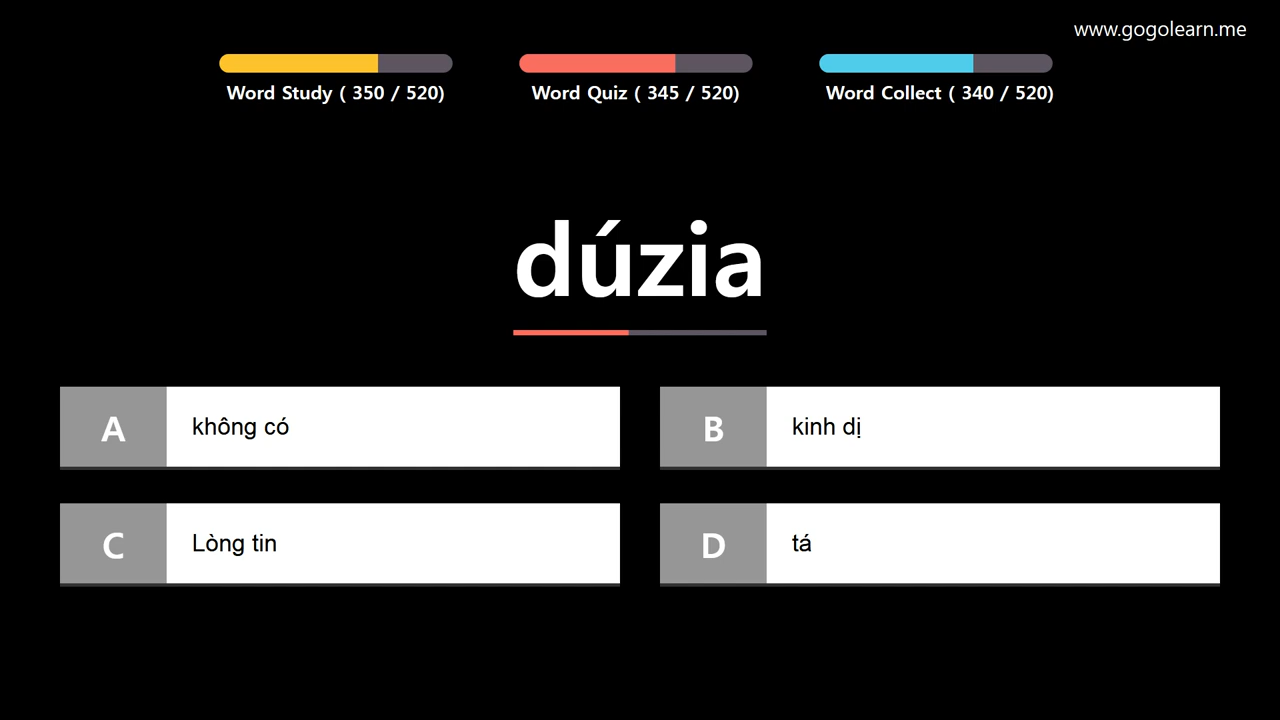 www.gogolearn.me
Word Study ( 350 / 520)
Word Quiz ( 345 / 520)
Word Collect ( 340 / 520)
dúzia
A không có
B kinh dị
C Lòng tin
D tá